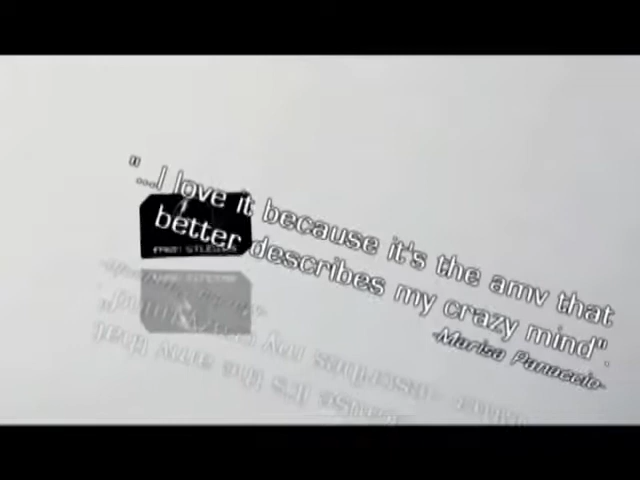 "...I love it because it's the amv that
better describes my crazy mind".
-Marisa Panaccio-